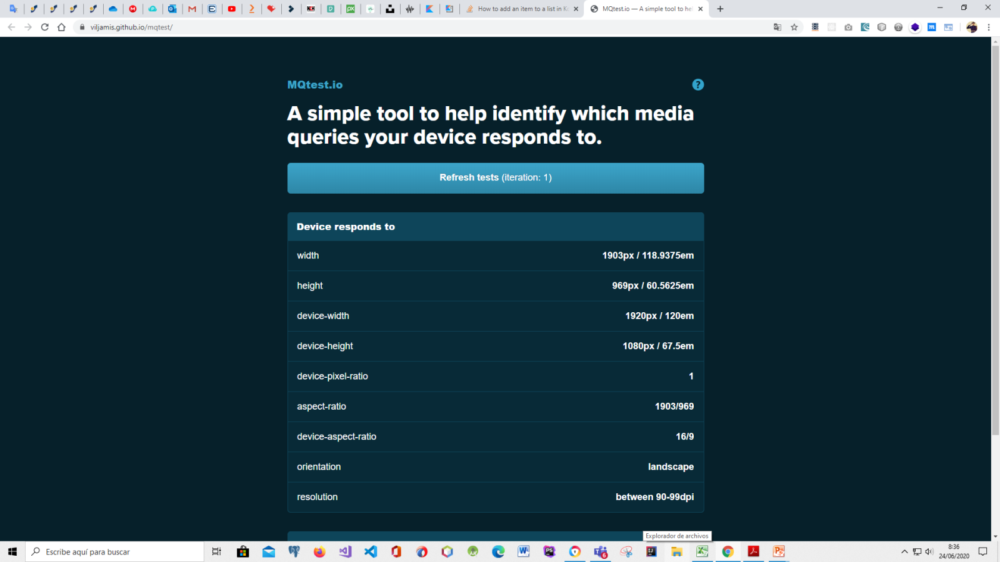 How to add an item to a list in K
MQtest.io — A simple tool to hel
viljamis.github.io/mqtest/
MQtest.io
?
A simple tool to help identify which media
queries your device responds to.
Refresh tests (iteration: 1)
Device responds to
width 1903px / 118.9375em
height 969px / 60.5625em
device-width 1920px / 120em
device-height 1080px / 67.5em
device-pixel-ratio 1
aspect-ratio 1903/969
device-aspect-ratio 16/9
orientation landscape
resolution between 90-99dpi
Explorador de archivos
Escribe aquí para buscar
6
8:36
24/06/2020